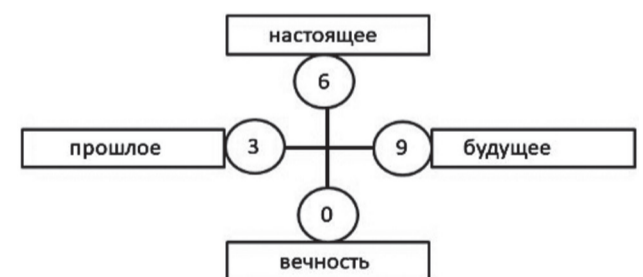 настоящее
6
прошлое 3 9 будущее
0
вечность